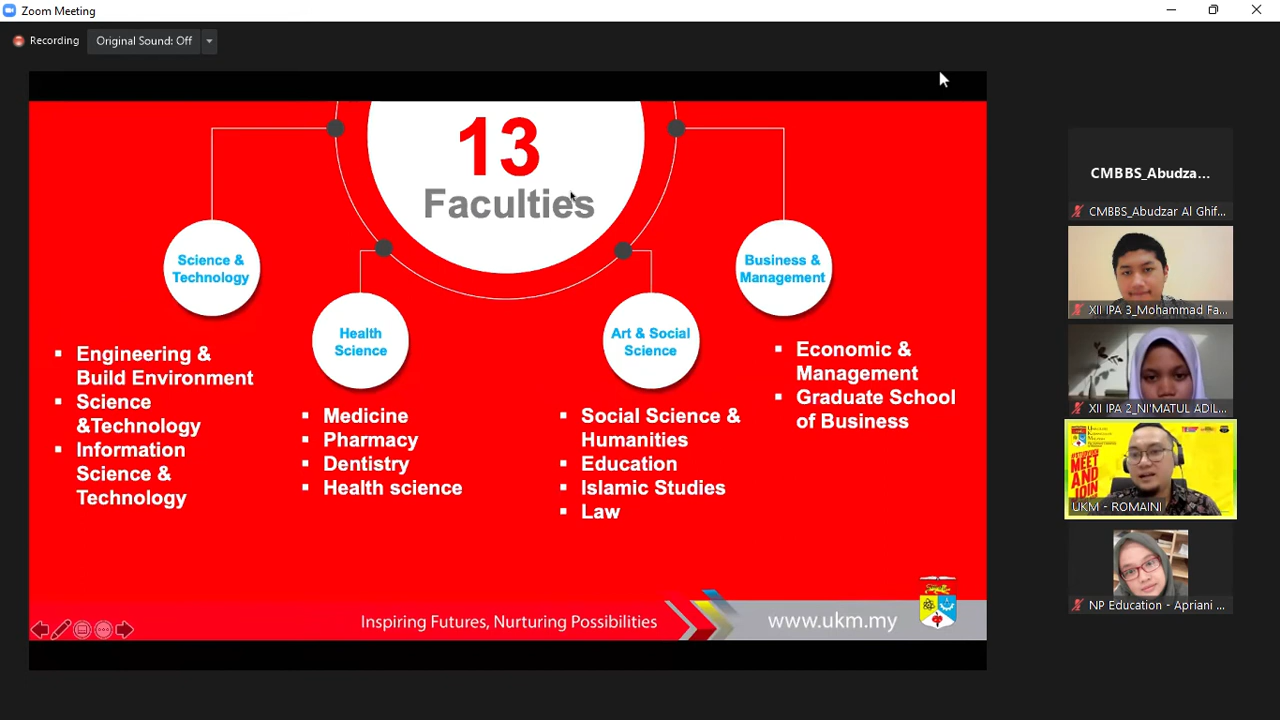 Zoom Meeting
Recording
Original Sound: Off
13
Faculties
Science &
Technology
Engineering &
Build Environment
Science
&Technology
Information
Science &
Technology
Health
Science
Medicine
Pharmacy
Dentistry
Health science
Art & Social
Science
Social Science &
Humanities
Education
Islamic Studies
Law
Business &
Management
Economic &
Management
Graduate School
of Business
Inspiring Futures, Nurturing Possibilities
www.ukm.my
CMBBS_Abudza...
CMBBS_Abudzar Al Ghif...
XII IPA 3_Mohammad Fa...
XII IPA 2_NI'MATUL ADIL...
MEET
AND
JOIN
UKM - ROMAINI
NP Education - Apriani ...